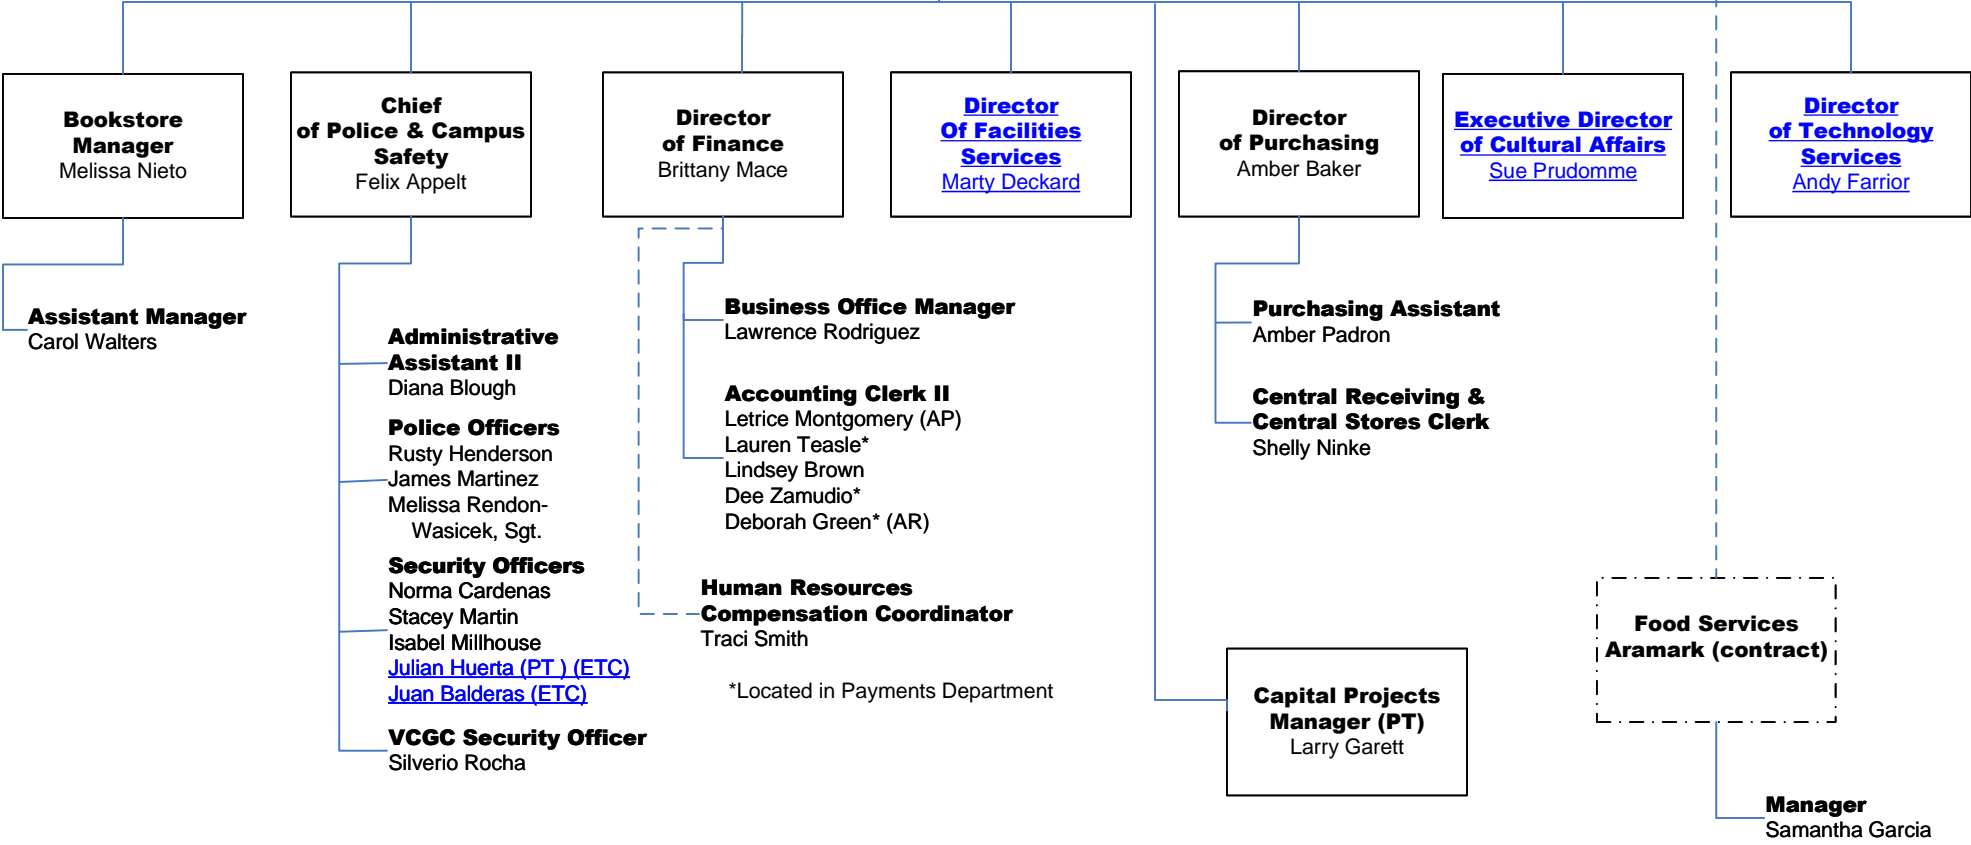 Bookstore
Manager
Melissa Nieto
Chief
of Police & Campus
Safety
Felix Appelt
Director
of Finance
Brittany Mace
Director
Of Facilities
Services
Marty Deckard
Director
of Purchasing
Amber Baker
Executive Director
of Cultural Affairs
Sue Prudomme
Director
of Technology
Services
Andy Farrior
Assistant Manager
Carol Walters
Administrative
Assistant II
Diana Blough
Police Officers
Rusty Henderson
James Martinez
Melissa Rendon-
Wasicek, Sgt.
Security Officers
Norma Cardenas
Stacey Martin
Isabel Millhouse
Julian Huerta (PT ) (ETC)
Juan Balderas (ETC)
VCGC Security Officer
Silverio Rocha
Business Office Manager
Lawrence Rodriguez
Accounting Clerk II
Letrice Montgomery (AP)
Lauren Teasle*
Lindsey Brown
Dee Zamudio*
Deborah Green* (AR)
Human Resources
Compensation Coordinator
Traci Smith
*Located in Payments Department
Purchasing Assistant
Amber Padron
Central Receiving &
Central Stores Clerk
Shelly Ninke
Capital Projects
Manager (PT)
Larry Garett
Food Services
Aramark (contract)
Manager
Samantha Garcia